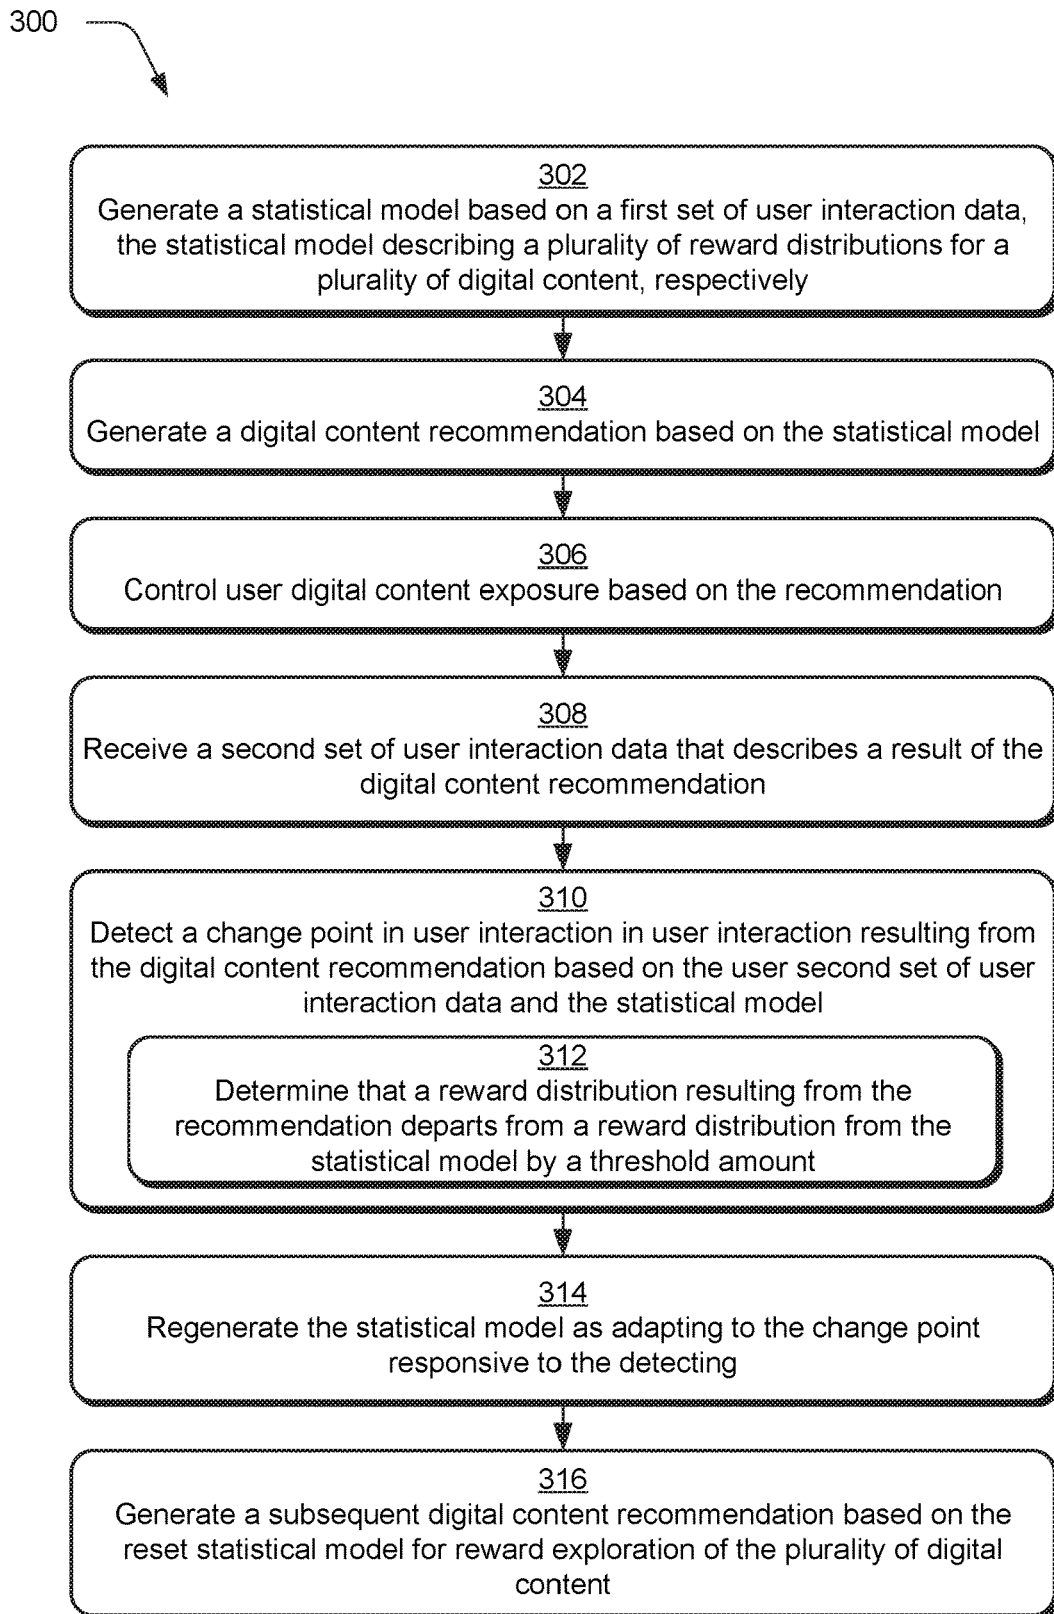 300
302
Generate a statistical model based on a first set of user interaction data,
the statistical model describing a plurality of reward distributions for a
plurality of digital content, respectively
304
Generate a digital content recommendation based on the statistical model
306
Control user digital content exposure based on the recommendation
308
Receive a second set of user interaction data that describes a result of the
digital content recommendation
310
Detect a change point in user interaction in user interaction resulting from
the digital content recommendation based on the user second set of user
interaction data and the statistical model
312
Determine that a reward distribution resulting from the
recommendation departs from a reward distribution from the
statistical model by a threshold amount
314
Regenerate the statistical model as adapting to the change point
responsive to the detecting
316
Generate a subsequent digital content recommendation based on the
reset statistical model for reward exploration of the plurality of digital
content